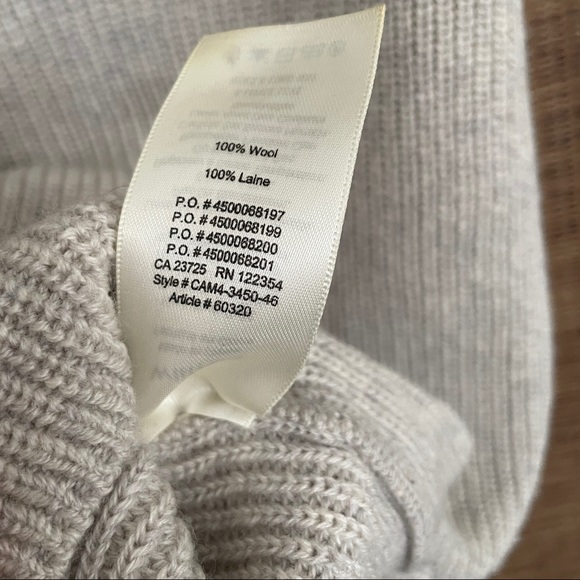 100% Wool
100% Laine
P.O. # 4500068197
P.O. # 4500068199
P.O. # 4500068200
P.O. # 4500068201
CA 23725 RN 122354
Style # CAM4-3450-46
Article # 60320